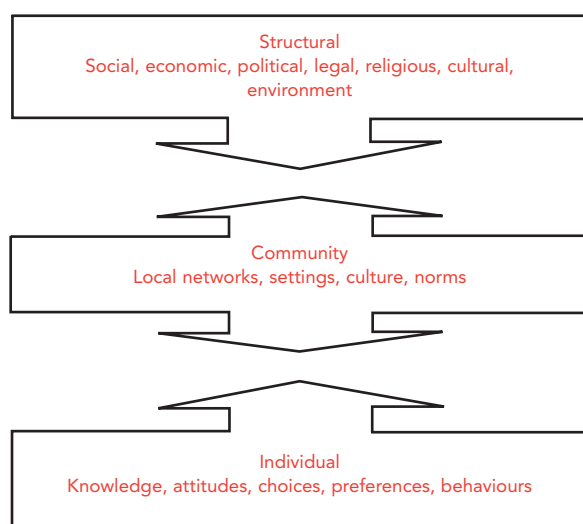 Structural
Social, economic, political, legal, religious, cultural,
environment
Community
Local networks, settings, culture, norms
Individual
Knowledge, attitudes, choices, preferences, behaviours